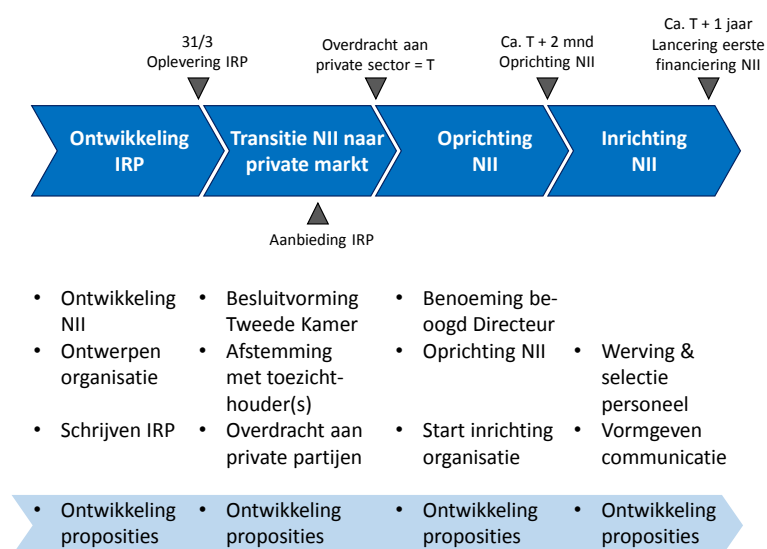 31/3
Oplevering IRP
Overdracht aan
private sector = T
Ca. T + 2 mnd
Oprichting NII
Ca. T + 1 jaar
Lancering eerste
financiering NII
Ontwikkeling
IRP
Transitie NII naar
private markt
Oprichting
NII
Inrichting
NII
Aanbieding IRP
• Ontwikkeling
NII
• Ontwerpen
organisatie
• Schrijven IRP
• Besluitvorming
Tweede Kamer
• Afstemming
met toezicht-
houder(s)
• Overdracht aan
private partijen
• Benoeming be-
oogd Directeur
• Oprichting NII
• Start inrichting
organisatie
• Werving &
selectie
personeel
• Vormgeven
communicatie
• Ontwikkeling
proposities
• Ontwikkeling
proposities
• Ontwikkeling
proposities
• Ontwikkeling
proposities